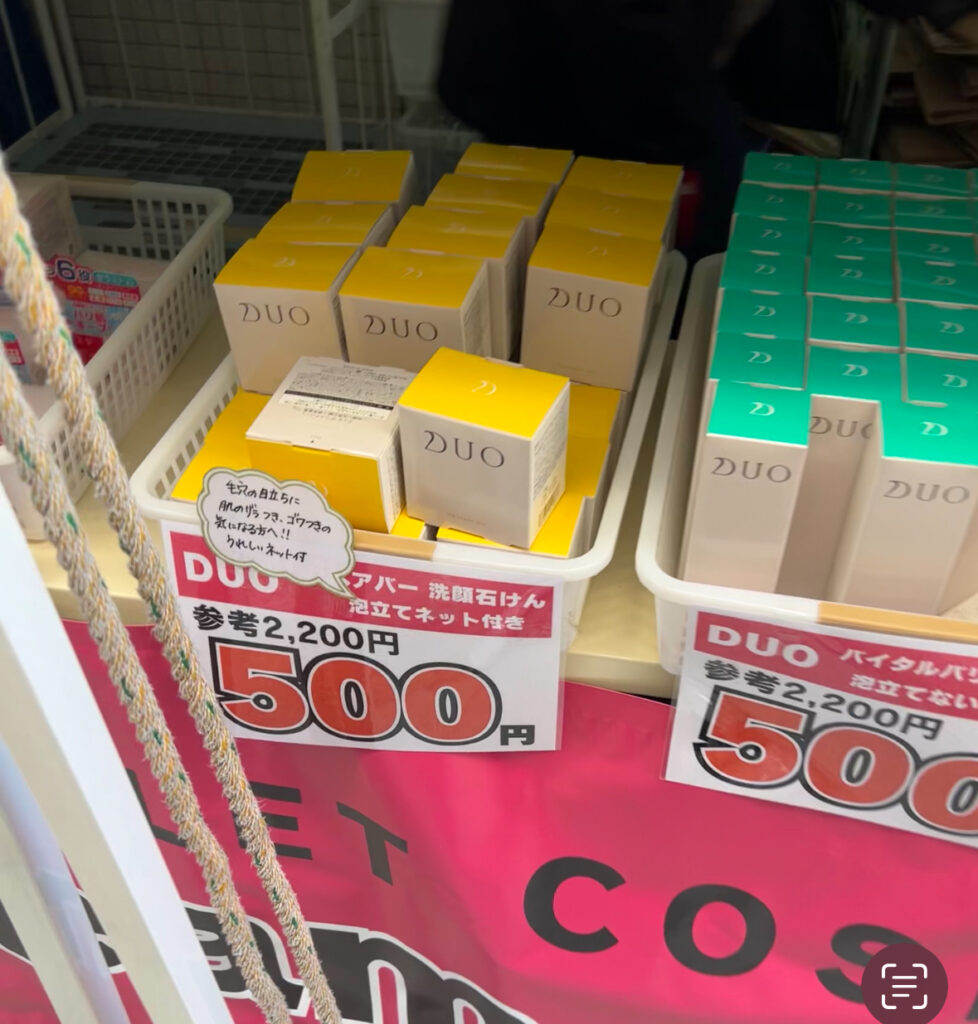 6倍
DUO
DUO
DUO
DUO
DUO
DUO
DUO
毛穴の目立ちに
肌のザラつき、ゴワつきの
気になる方へ!!
うれしいネット付
DUO アバー 洗顔石けん
泡立てネット付き
参考2,200円
500円
DUO バイタルバリ
泡立てない
参考2,200円
500
LET COS